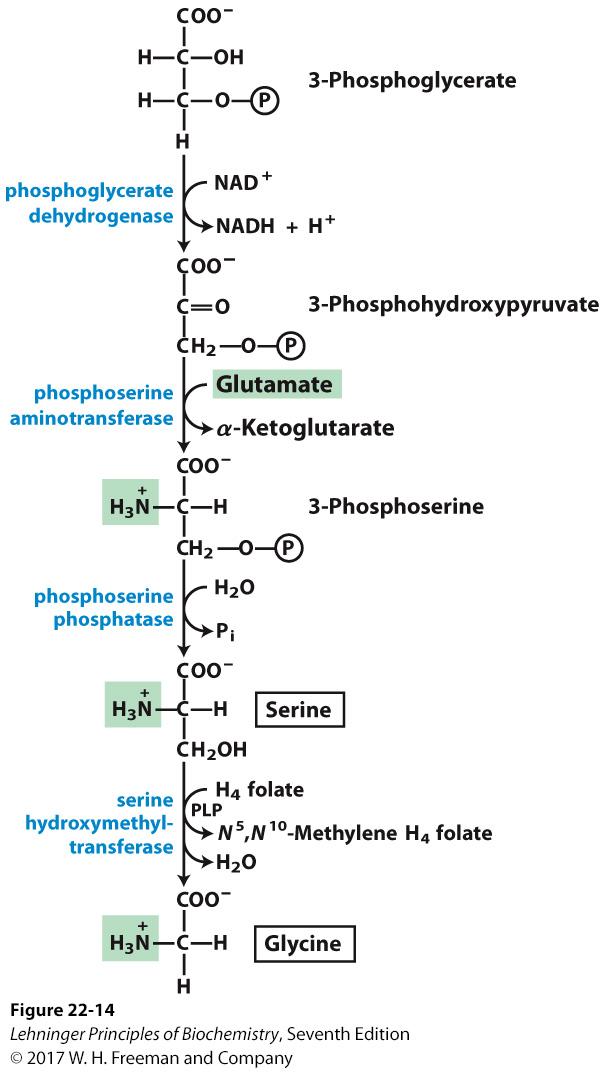 COO−
H—C—OH
3-Phosphoglycerate
H—C—O—P
H
phosphoglycerate
dehydrogenase
NAD+
NADH + H+
COO−
C=O
3-Phosphohydroxypyruvate
CH2—O—P
phosphoserine
aminotransferase
Glutamate
α-Ketoglutarate
COO−
H3N+—C—H
3-Phosphoserine
CH2—O—P
phosphoserine
phosphatase
H2O
Pi
COO−
H3N+—C—H
Serine
CH2OH
serine
hydroxymethyl-
transferase
H4 folate
PLP
N5,N10-Methylene H4 folate
H2O
COO−
H3N+—C—H
Glycine
H
Figure 22-14
Lehninger Principles of Biochemistry, Seventh Edition
© 2017 W. H. Freeman and Company